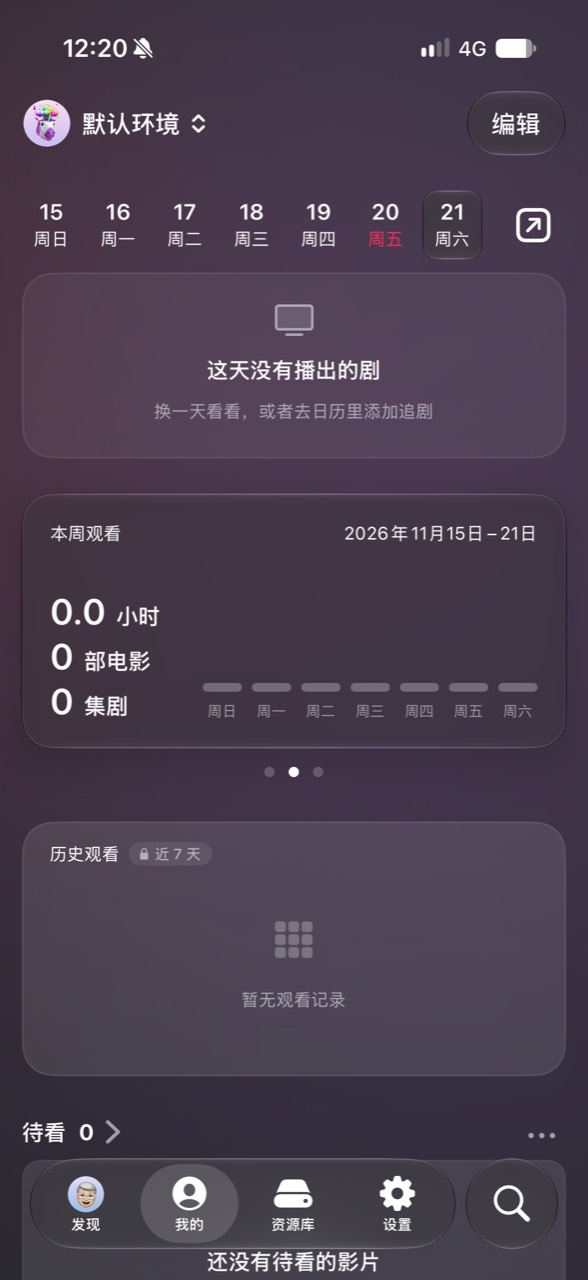 12:20 4G
默认环境 编辑
15 16 17 18 19 20 21
周日 周一 周二 周三 周四 周五 周六
这天没有播出的剧
换一天看看，或者去日历里添加追剧
本周观看 2026年11月15日–21日
0.0 小时
0 部电影
0 集剧
周日 周一 周二 周三 周四 周五 周六
历史观看 近 7 天
暂无观看记录
待看 0
发现 我的 资源库 设置
还没有待看的影片